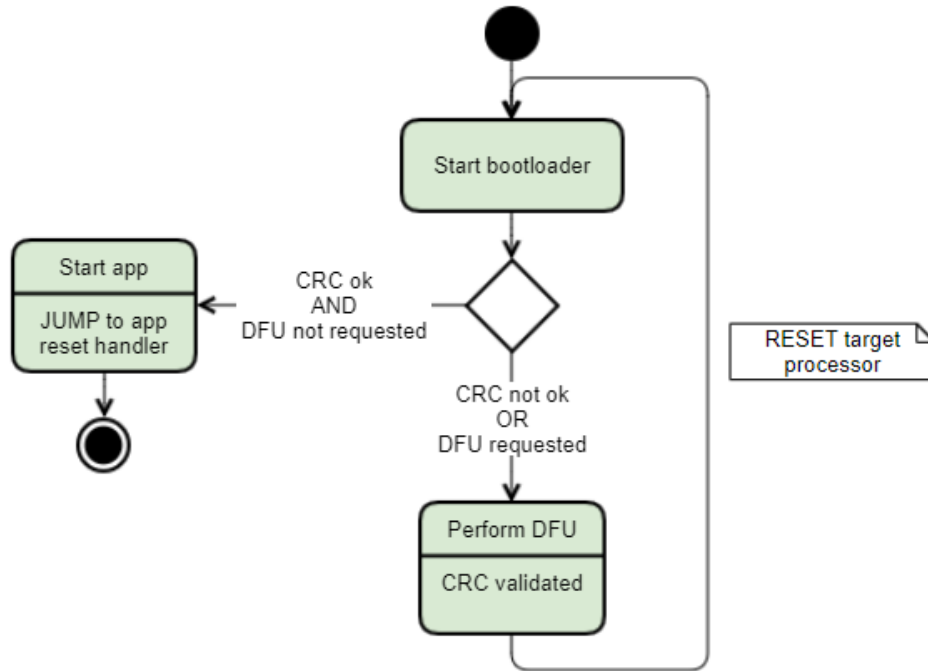 Start bootloader
Start app
JUMP to app
reset handler
CRC ok
AND
DFU not requested
RESET target
processor
CRC not ok
OR
DFU requested
Perform DFU
CRC validated